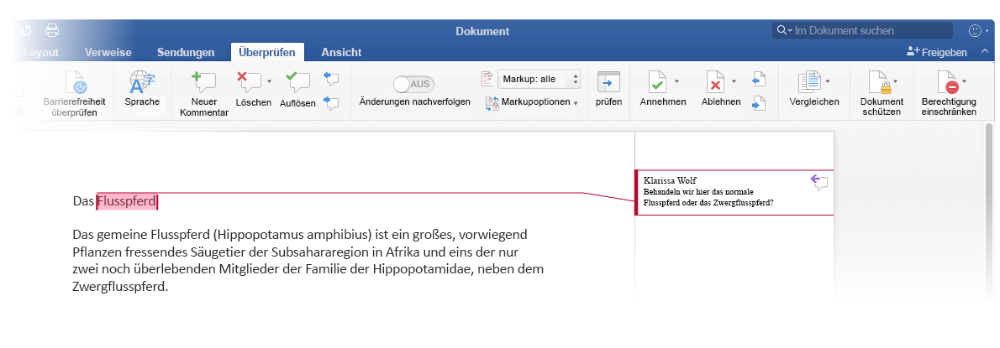 Dokument
Im Dokument suchen
Layout Verweise Sendungen Überprüfen Ansicht
Freigeben
Barrierefreiheit
überprüfen
Sprache
Neuer
Kommentar
Löschen
Auflösen
AUS
Änderungen nachverfolgen
Markup: alle
Markupoptionen
prüfen
Annehmen
Ablehnen
Vergleichen
Dokument
schützen
Berechtigung
einschränken
Das Flusspferd
Klarissa Wolf
Behandeln wir hier das normale
Flusspferd oder das Zwergflusspferd?
Das gemeine Flusspferd (Hippopotamus amphibius) ist ein großes, vorwiegend
Pflanzen fressendes Säugetier der Subsahararegion in Afrika und eins der nur
zwei noch überlebenden Mitglieder der Familie der Hippopotamidae, neben dem
Zwergflusspferd.